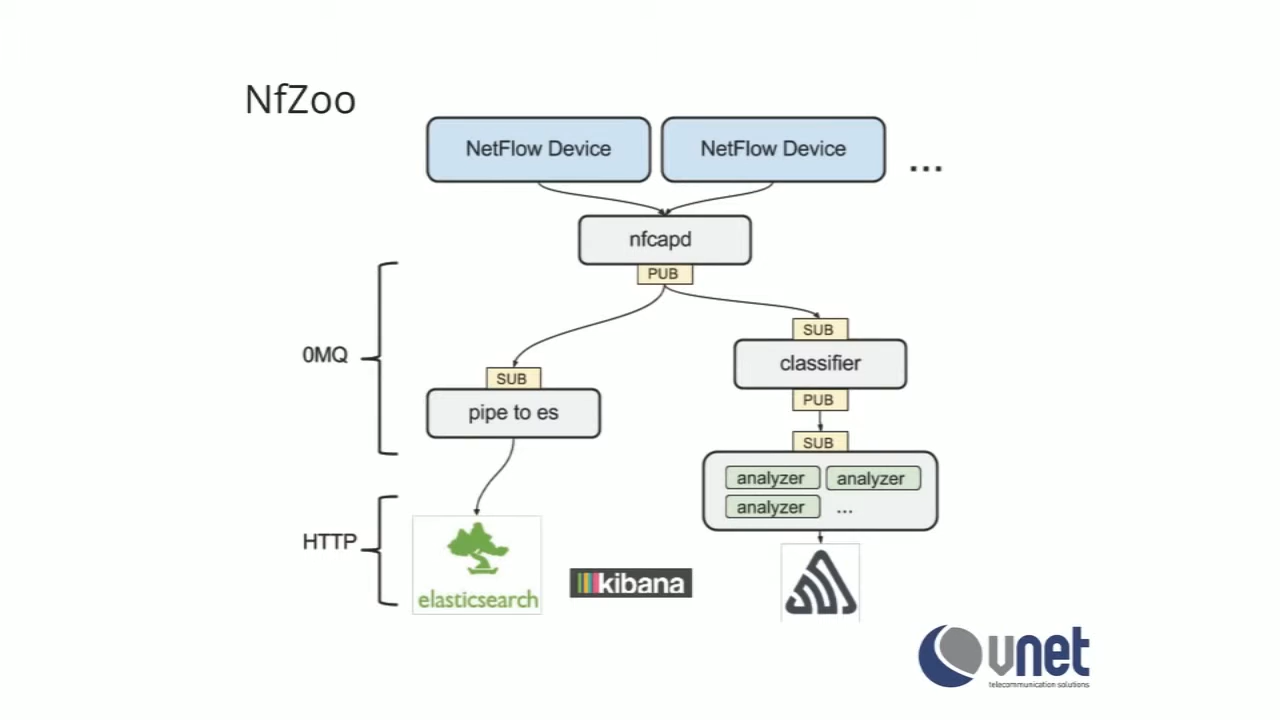 NfZoo
NetFlow Device
NetFlow Device
...
nfcapd
PUB
SUB
classifier
PUB
0MQ
SUB
pipe to es
SUB
analyzer
analyzer
analyzer
...
HTTP
elasticsearch
kibana
vnet
telecommunication solutions